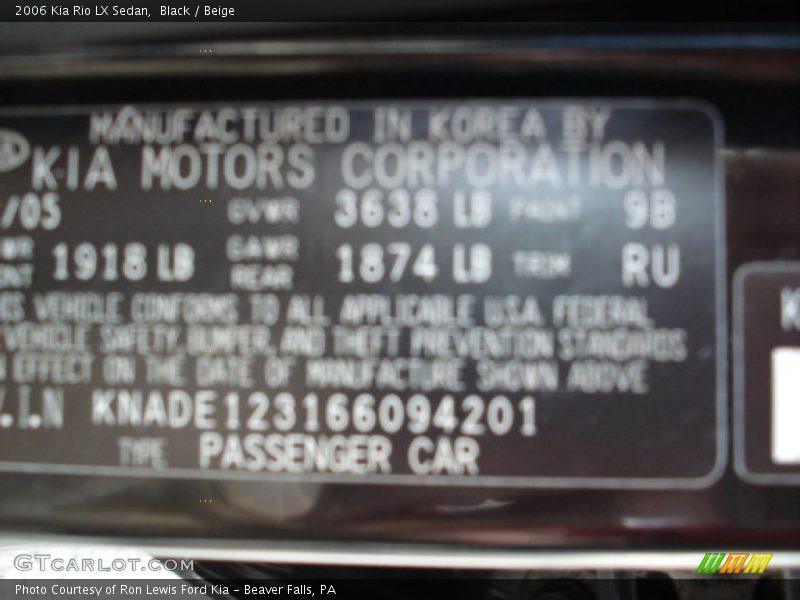 2006 Kia Rio LX Sedan, Black / Beige
MANUFACTURED IN KOREA BY
KIA MOTORS CORPORATION
/05 GVWR 3638 LB PAINT 9B
1918 LB GAWR REAR 1874 LB TRIM RU
VEHICLE CONFORMS TO ALL APPLICABLE U.S.A. FEDERAL
VEHICLE SAFETY, BUMPER, AND THEFT PREVENTION STANDARDS
EFFECT ON THE DATE OF MANUFACTURE SHOWN ABOVE
V.I.N KNADE123166094201
TYPE PASSENGER CAR
GTCARLOT.COM
Photo Courtesy of Ron Lewis Ford Kia - Beaver Falls, PA